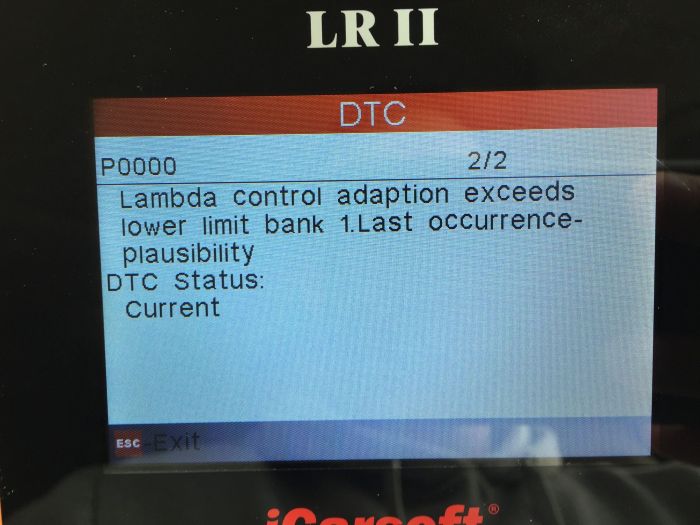 LR II
DTC
P0000 2/2
Lambda control adaption exceeds
lower limit bank 1.Last occurrence-
plausibility
DTC Status:
Current
ESC -Exit
iCarsoft®